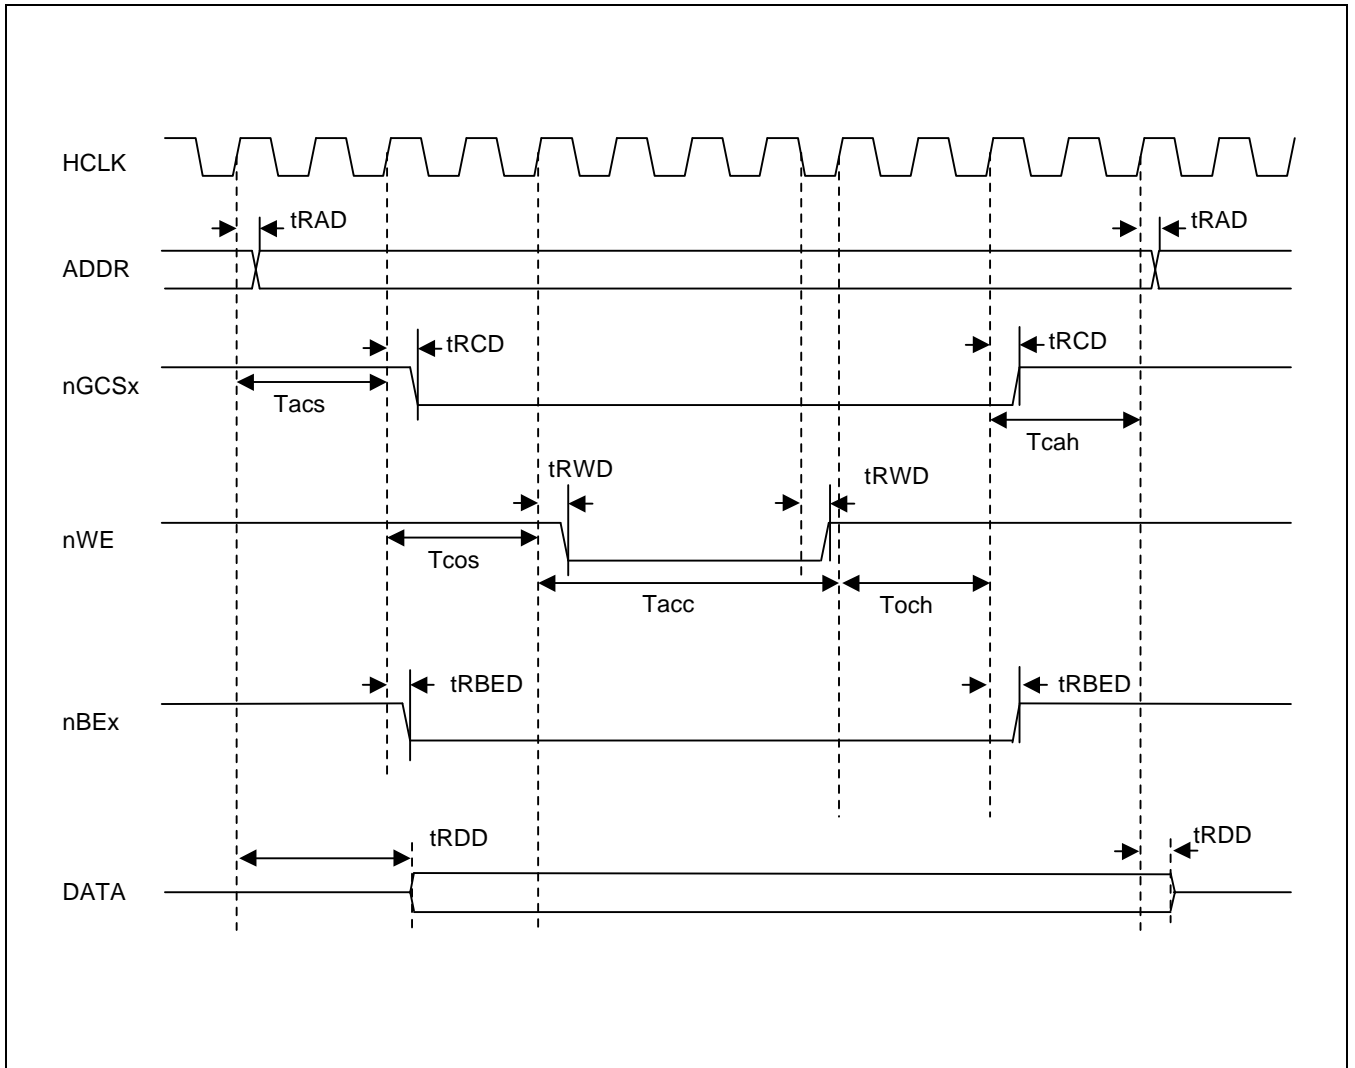 HCLK
tRAD
tRAD
ADDR
tRCD
tRCD
nGCSx
Tacs
Tcah
tRWD
tRWD
nWE
Tcos
Tacc
Toch
tRBED
tRBED
nBEx
tRDD
tRDD
DATA